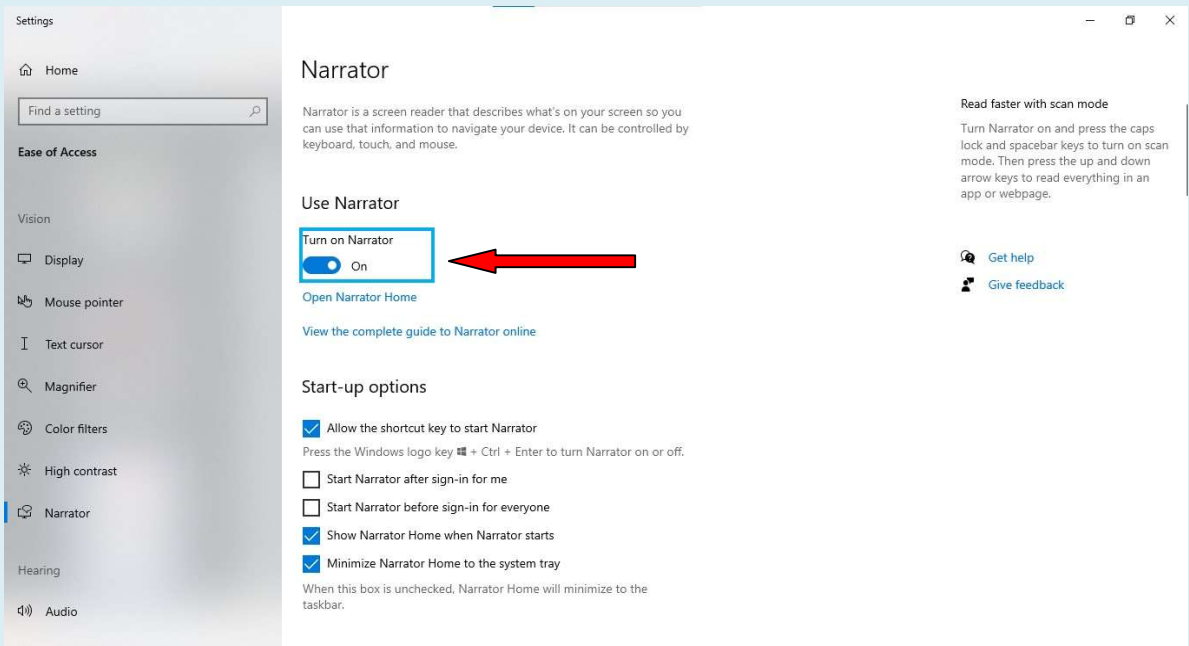 Settings
Home
Find a setting
Ease of Access
Vision
Display
Mouse pointer
Text cursor
Magnifier
Color filters
High contrast
Narrator
Hearing
Audio
Narrator
Narrator is a screen reader that describes what's on your screen so you
can use that information to navigate your device. It can be controlled by
keyboard, touch, and mouse.
Use Narrator
Turn on Narrator
On
Open Narrator Home
View the complete guide to Narrator online
Start-up options
Allow the shortcut key to start Narrator
Press the Windows logo key + Ctrl + Enter to turn Narrator on or off.
Start Narrator after sign-in for me
Start Narrator before sign-in for everyone
Show Narrator Home when Narrator starts
Minimize Narrator Home to the system tray
When this box is unchecked, Narrator Home will minimize to the
taskbar.
Read faster with scan mode
Turn Narrator on and press the caps
lock and spacebar keys to turn on scan
mode. Then press the up and down
arrow keys to read everything in an
app or webpage.
Get help
Give feedback